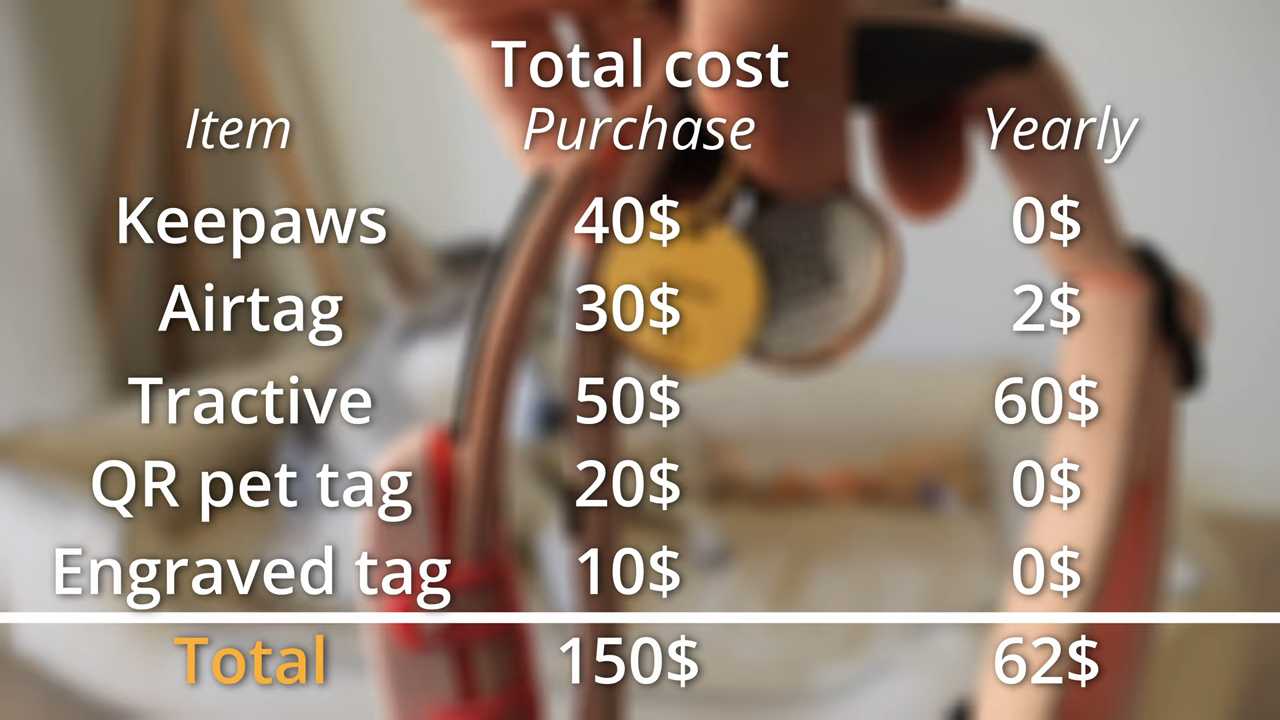 Total cost
Item Purchase Yearly
Keepaws 40$ 0$
Airtag 30$ 2$
Tractive 50$ 60$
QR pet tag 20$ 0$
Engraved tag 10$ 0$
Total 150$ 62$